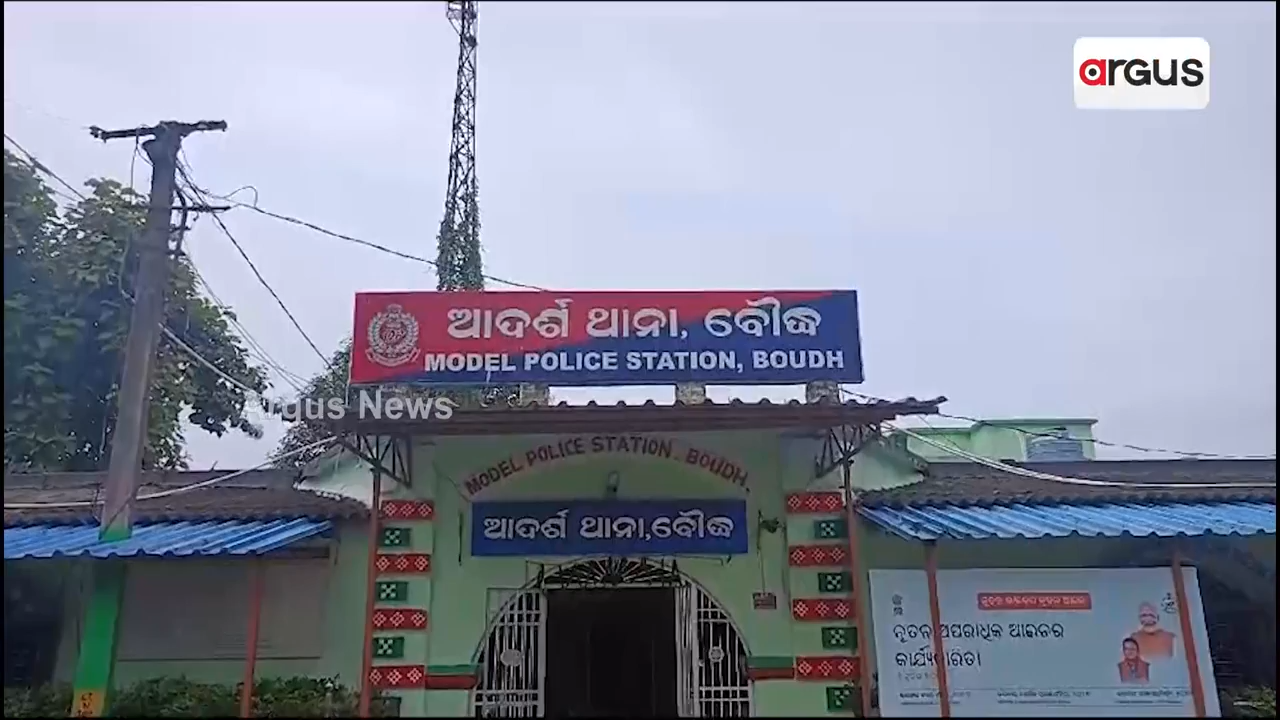 argus
ଆଦର୍ଶ ଥାନା, ବୌଦ୍ଧ
MODEL POLICE STATION, BOUDH
Argus News
MODEL POLICE STATION. BOUDH.
ଆଦର୍ଶ ଥାନା,ବୌଦ୍ଧ
ନୂତନ ଅପରାଧିକ ଆଇନର
କାର୍ଯ୍ୟକାରିତା